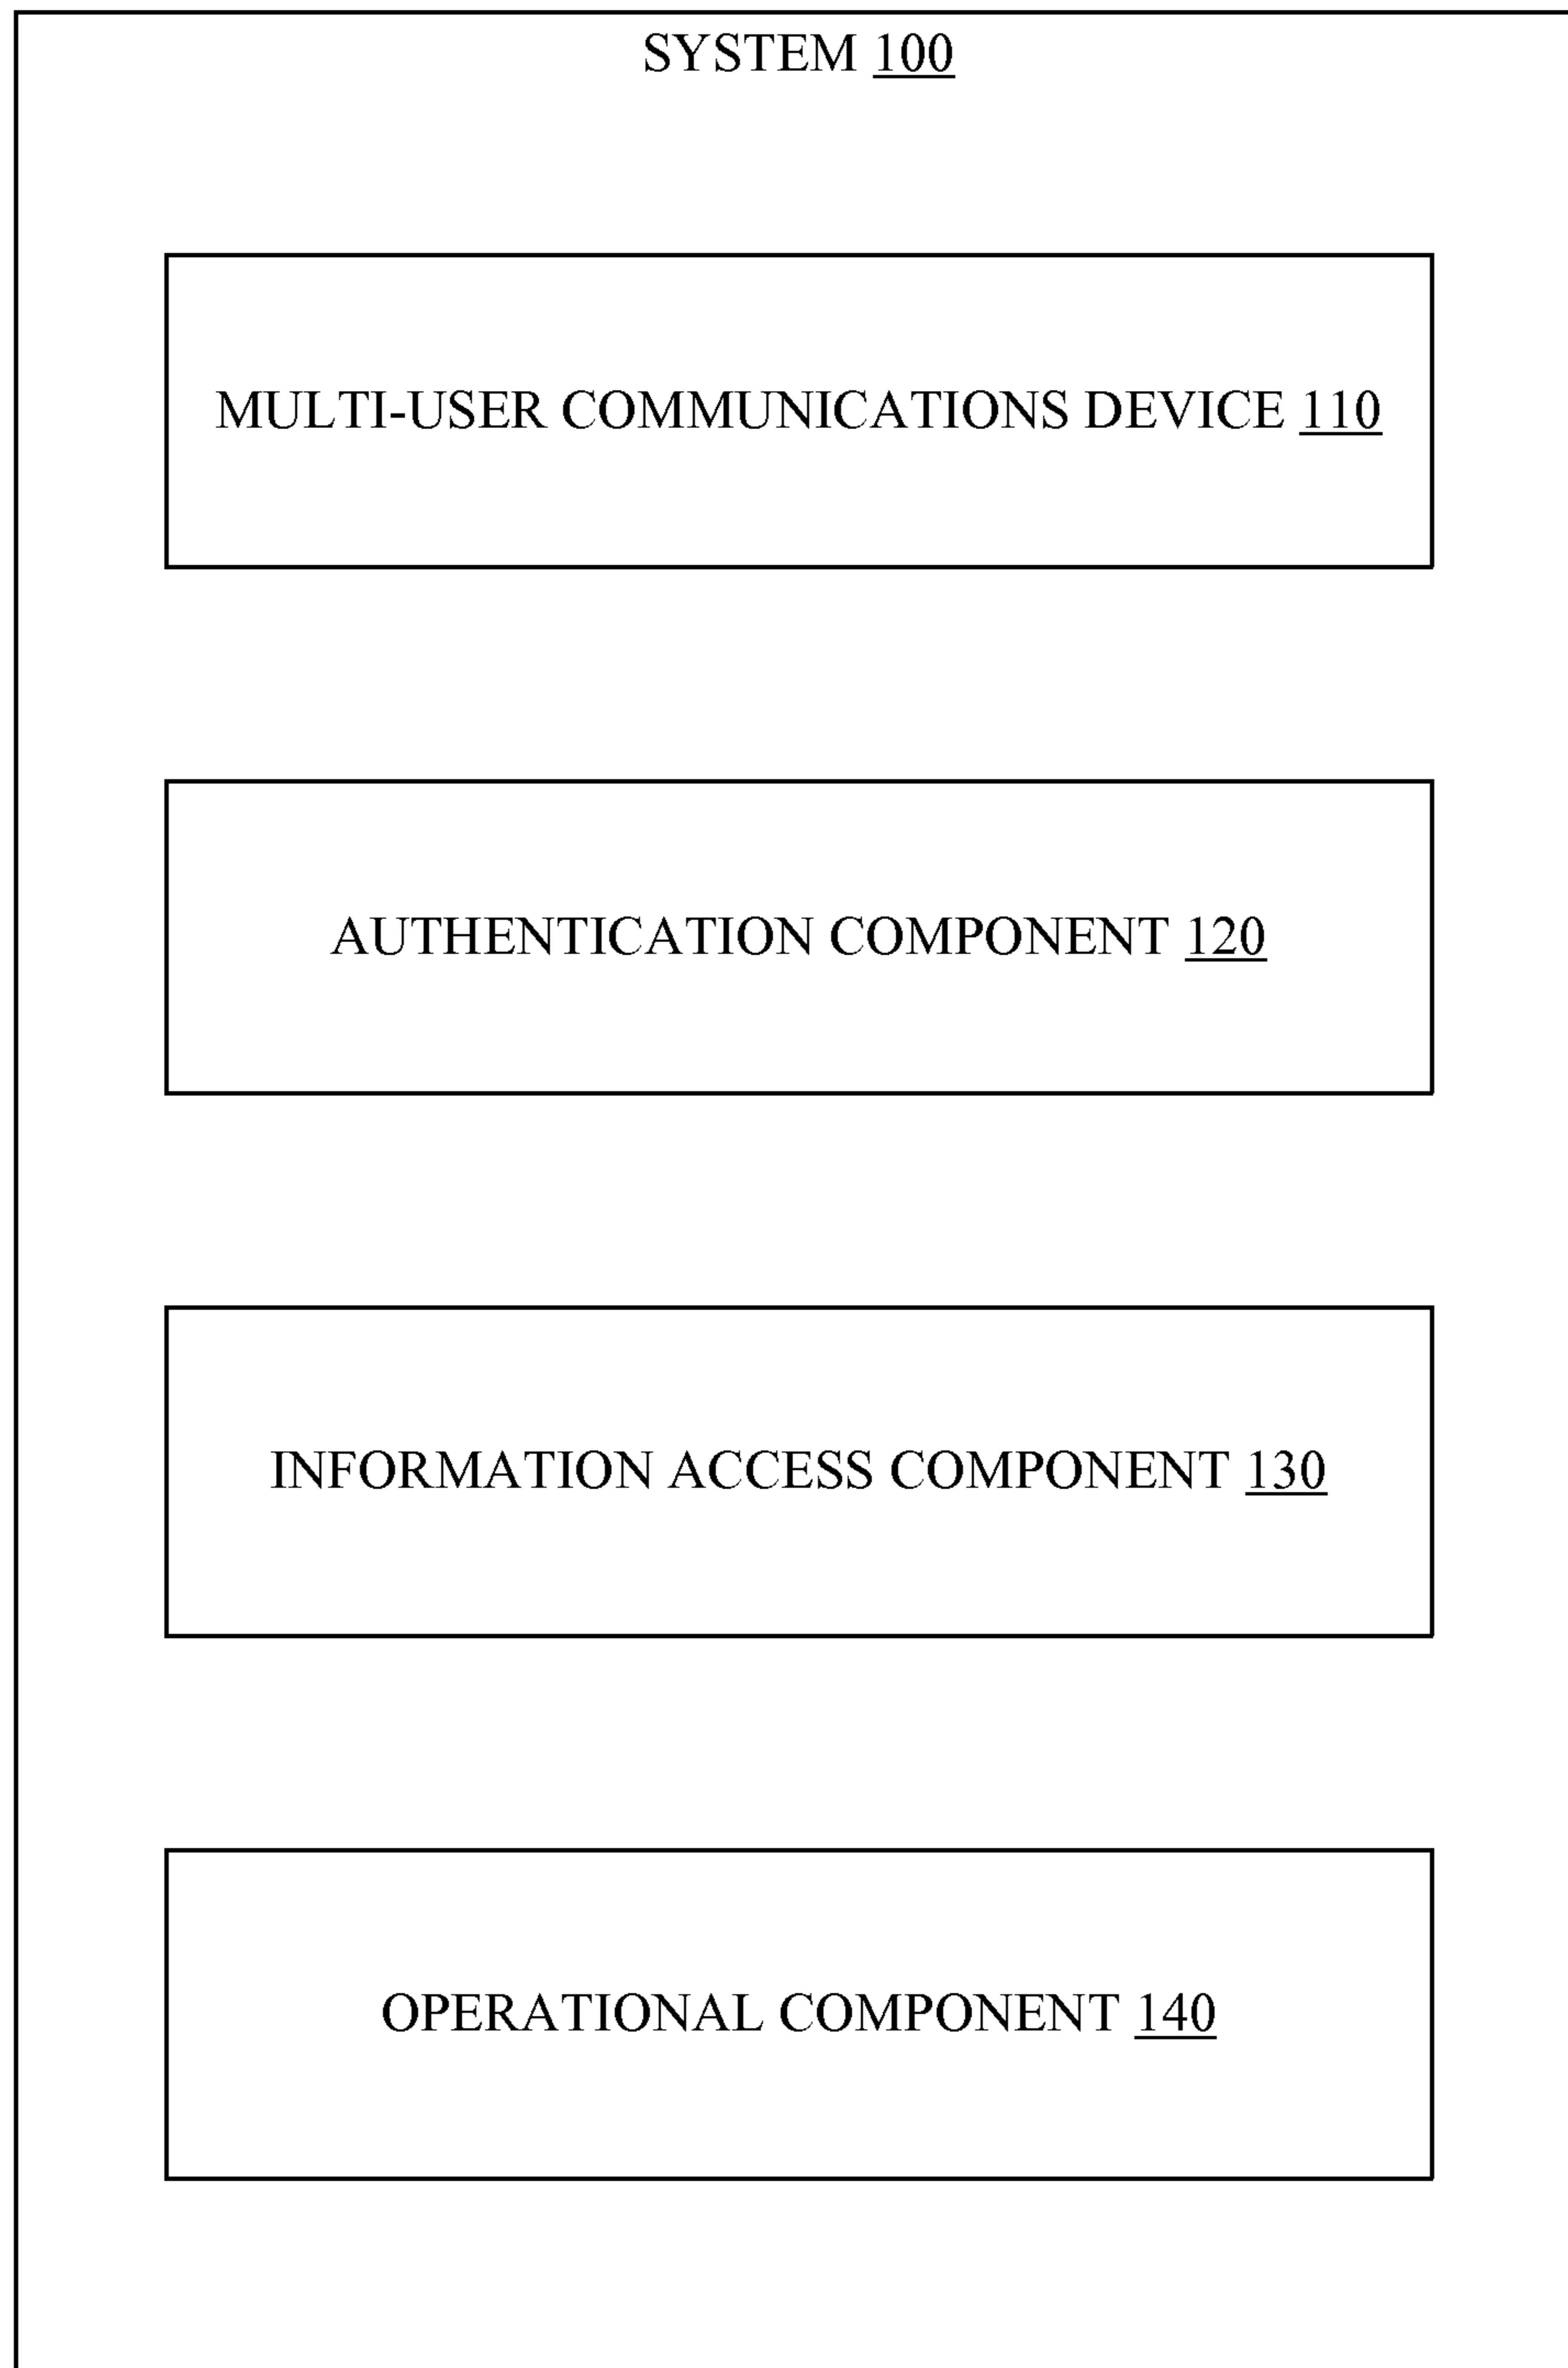 SYSTEM 100
MULTI-USER COMMUNICATIONS DEVICE 110
AUTHENTICATION COMPONENT 120
INFORMATION ACCESS COMPONENT 130
OPERATIONAL COMPONENT 140